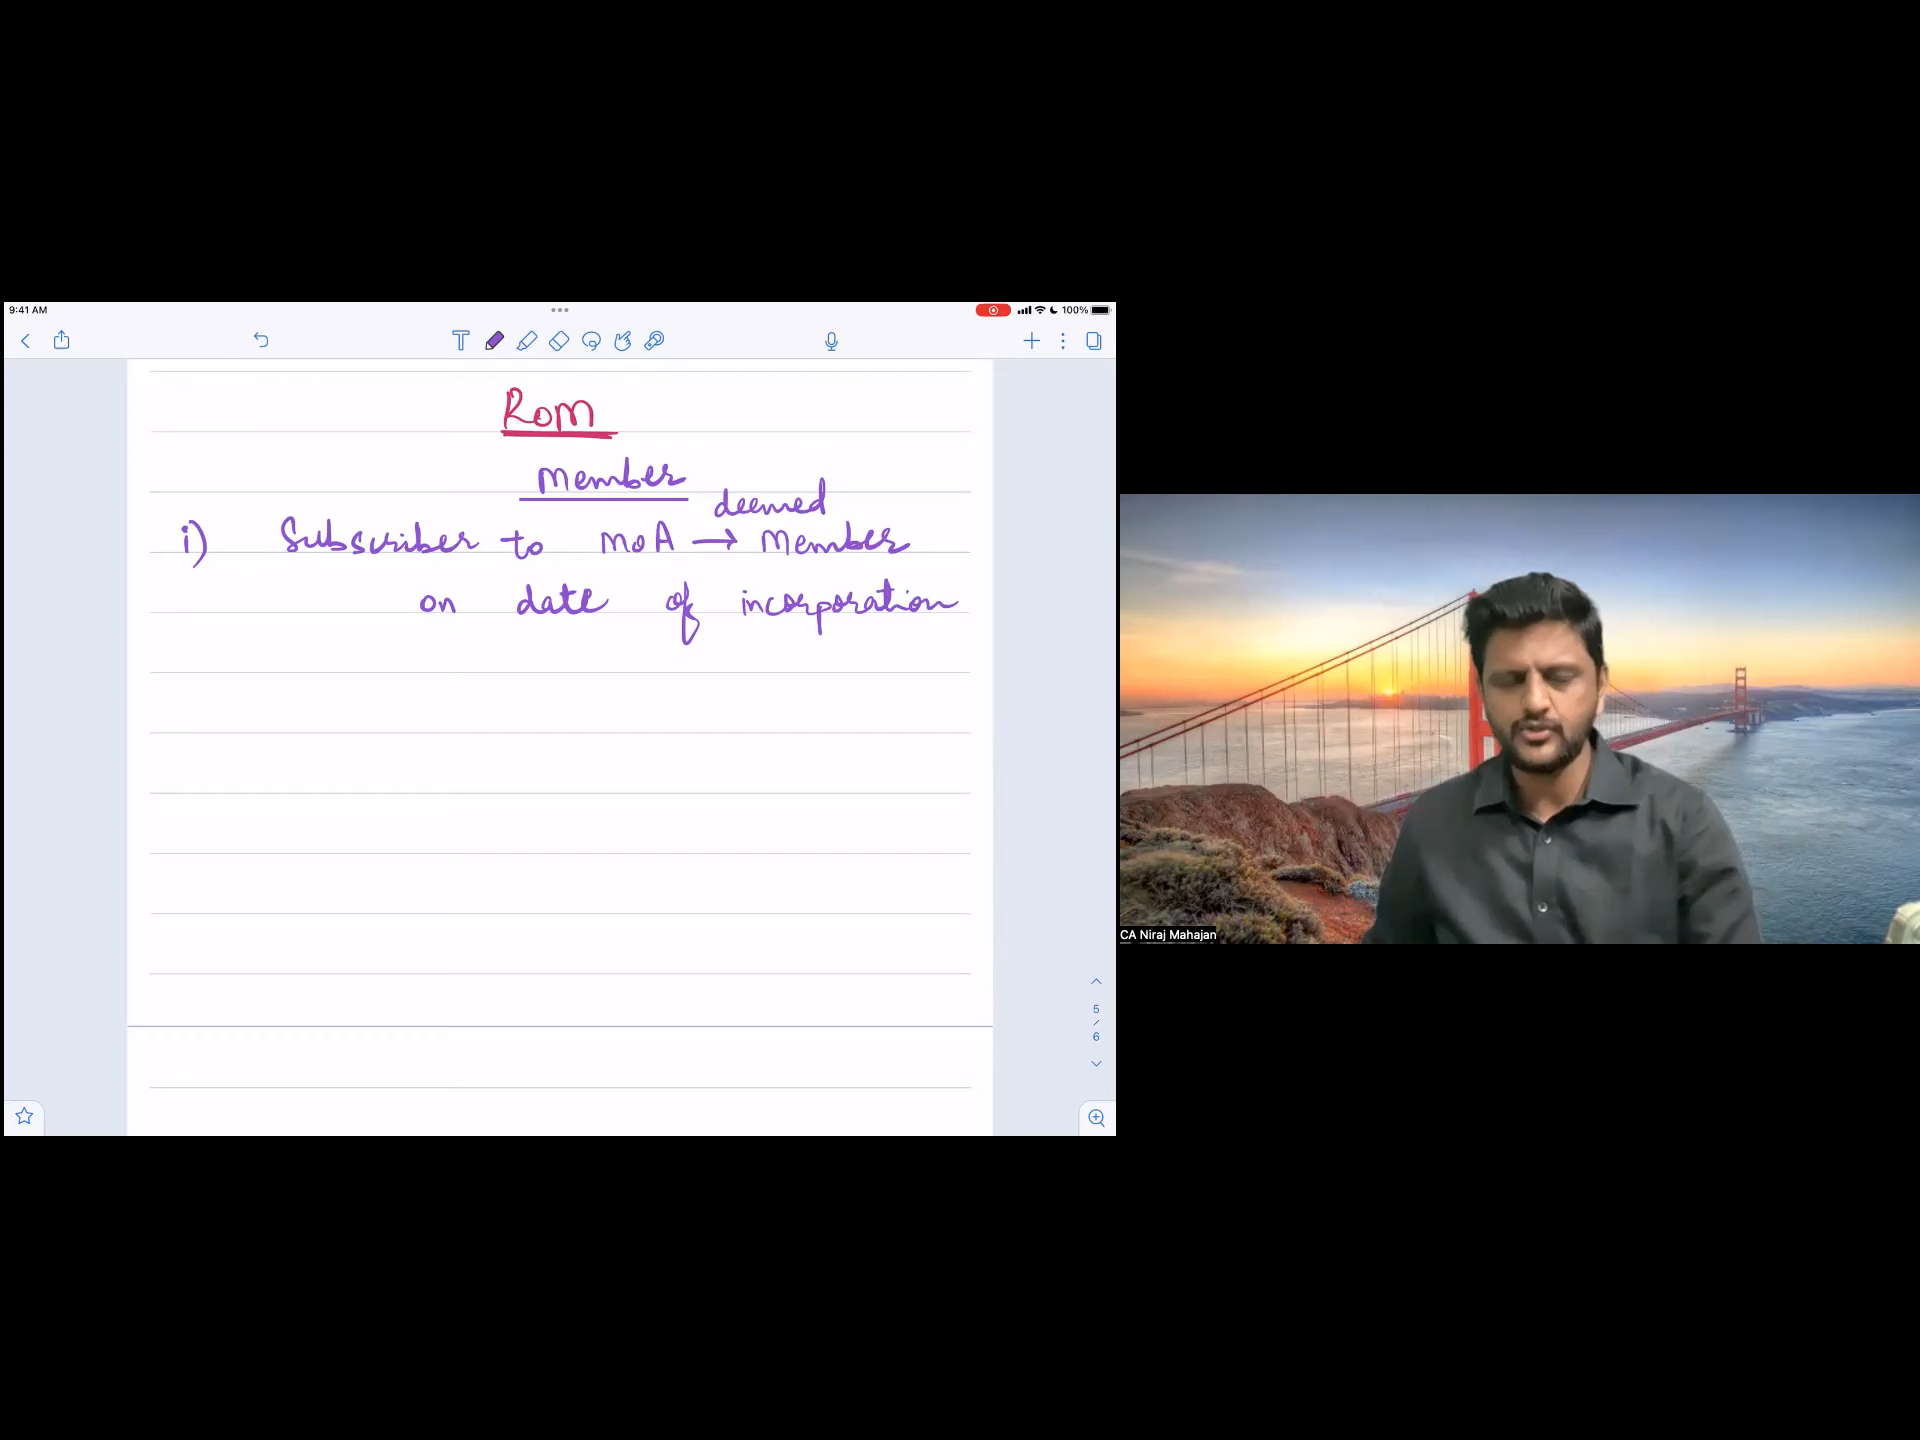 9:41 AM
100%
RoM
Member
deemed
i) Subscriber to MoA → Member
on date of incorporation
5
/
6
CA Niraj Mahajan